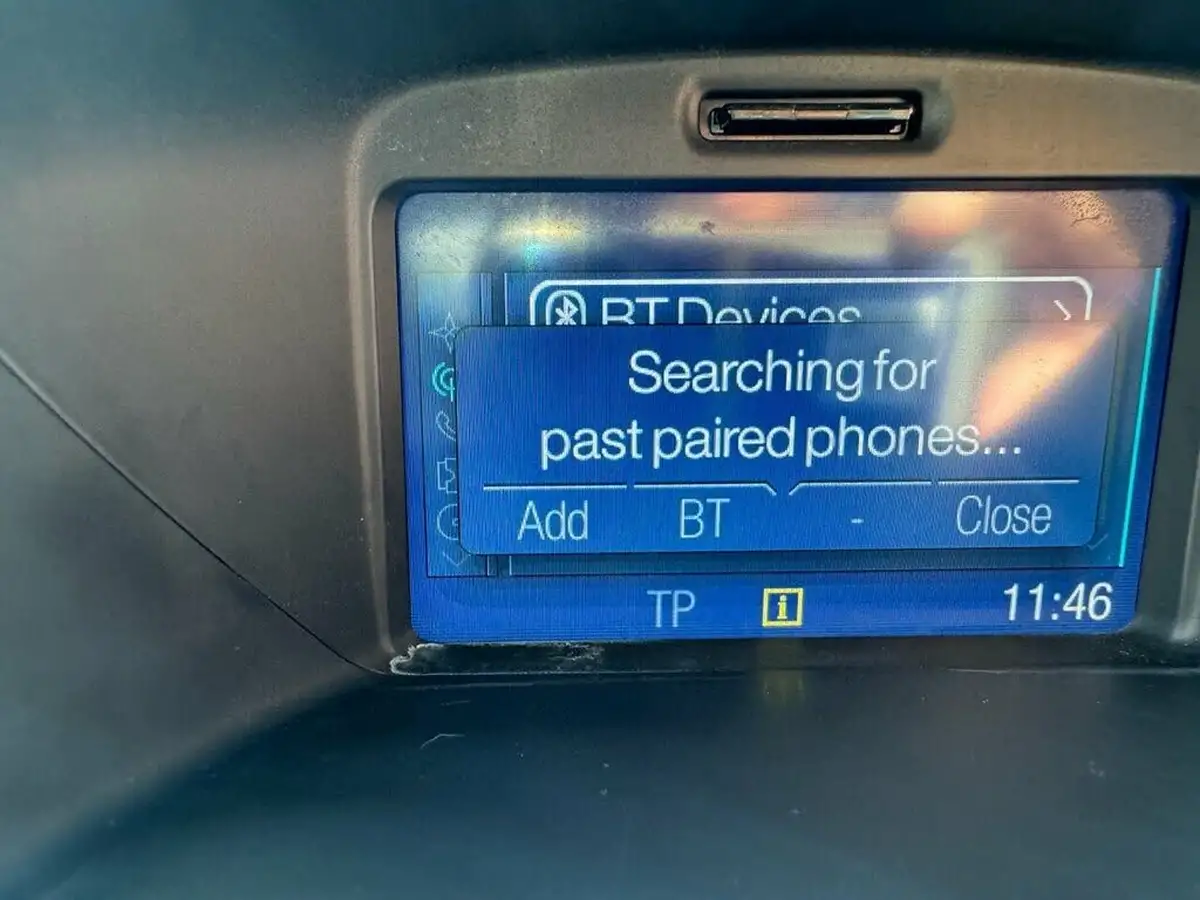 BT Devices
Searching for
past paired phones...
Add BT - Close
TP i 11:46